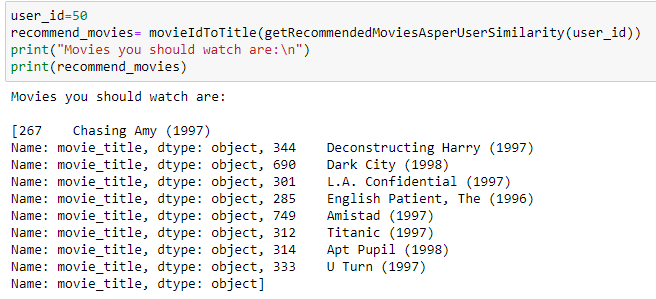 user_id=50
recommend_movies= movieIdToTitle(getRecommendedMoviesAsperUserSimilarity(user_id))
print("Movies you should watch are:\n")
print(recommend_movies)
Movies you should watch are:
[267    Chasing Amy (1997)
Name: movie_title, dtype: object, 344    Deconstructing Harry (1997)
Name: movie_title, dtype: object, 690    Dark City (1998)
Name: movie_title, dtype: object, 301    L.A. Confidential (1997)
Name: movie_title, dtype: object, 285    English Patient, The (1996)
Name: movie_title, dtype: object, 749    Amistad (1997)
Name: movie_title, dtype: object, 312    Titanic (1997)
Name: movie_title, dtype: object, 314    Apt Pupil (1998)
Name: movie_title, dtype: object, 333    U Turn (1997)
Name: movie_title, dtype: object]